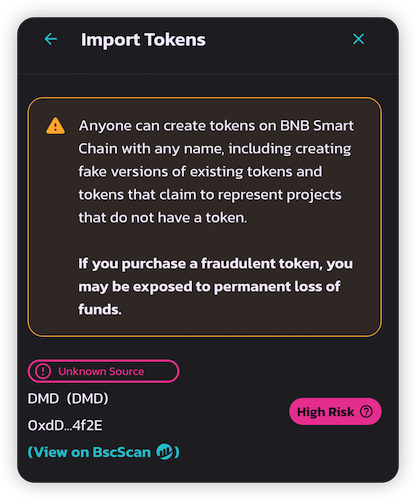 Import Tokens
Anyone can create tokens on BNB Smart
Chain with any name, including creating
fake versions of existing tokens and
tokens that claim to represent projects
that do not have a token.
If you purchase a fraudulent token, you
may be exposed to permanent loss of
funds.
Unknown Source
DMD (DMD)
High Risk
0xdD...4f2E
(View on BscScan)